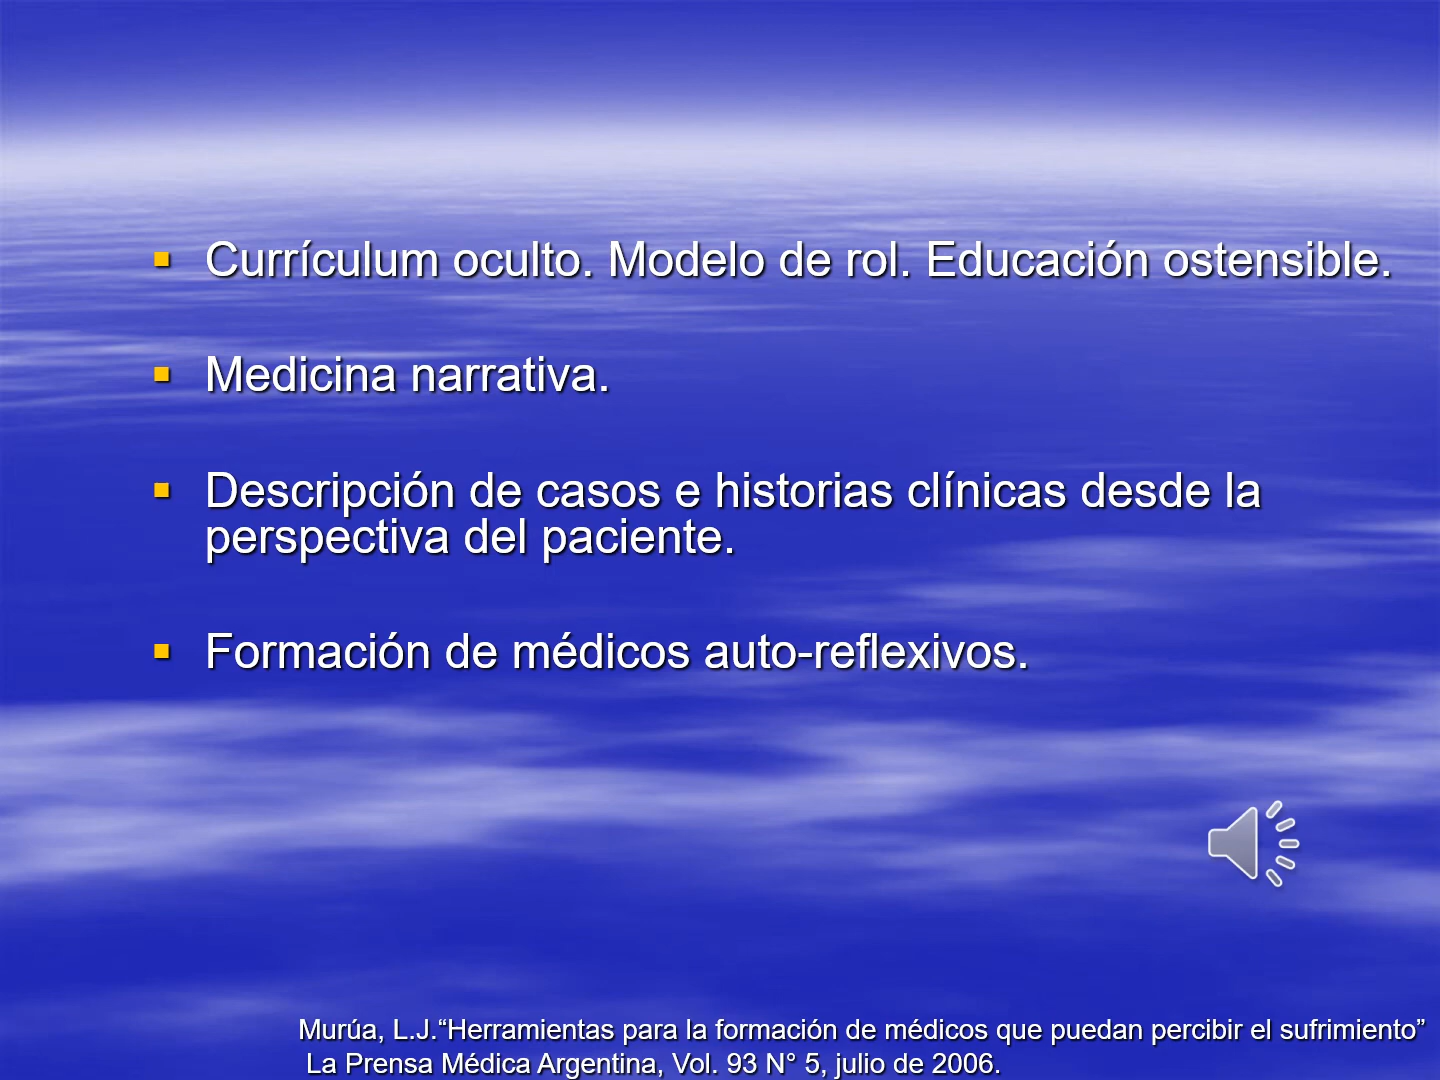 Currículum oculto. Modelo de rol. Educación ostensible.
Medicina narrativa.
Descripción de casos e historias clínicas desde la
perspectiva del paciente.
Formación de médicos auto-reflexivos.
Murúa, L.J.“Herramientas para la formación de médicos que puedan percibir el sufrimiento”
La Prensa Médica Argentina, Vol. 93 N° 5, julio de 2006.